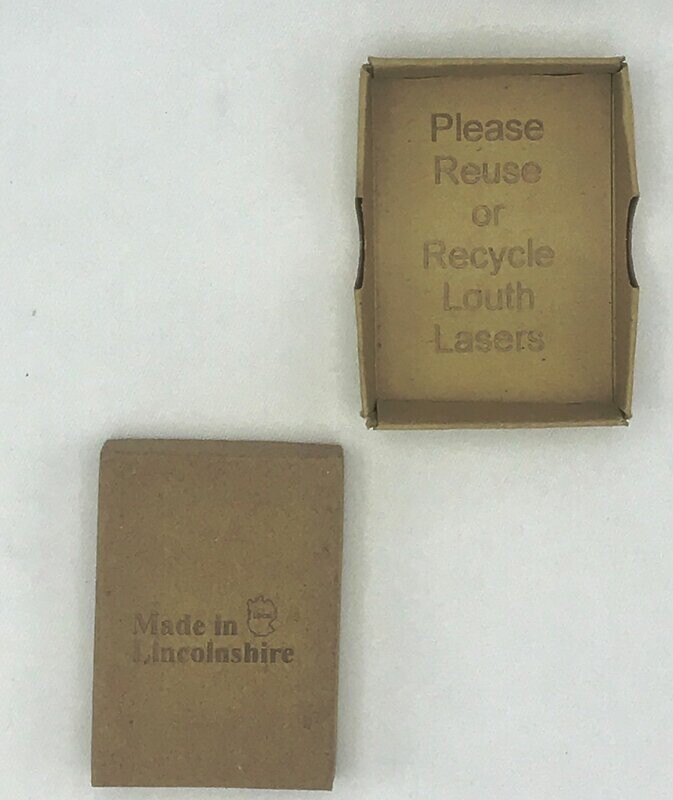 Please
Reuse
or
Recycle
Louth
Lasers
Made in
Lincolnshire